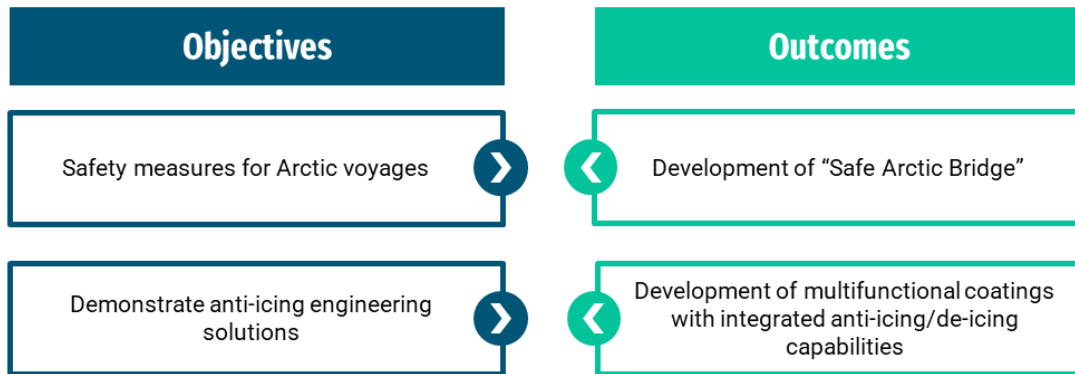 Objectives
Outcomes
Safety measures for Arctic voyages
Development of “Safe Arctic Bridge”
Demonstrate anti-icing engineering
solutions
Development of multifunctional coatings
with integrated anti-icing/de-icing
capabilities